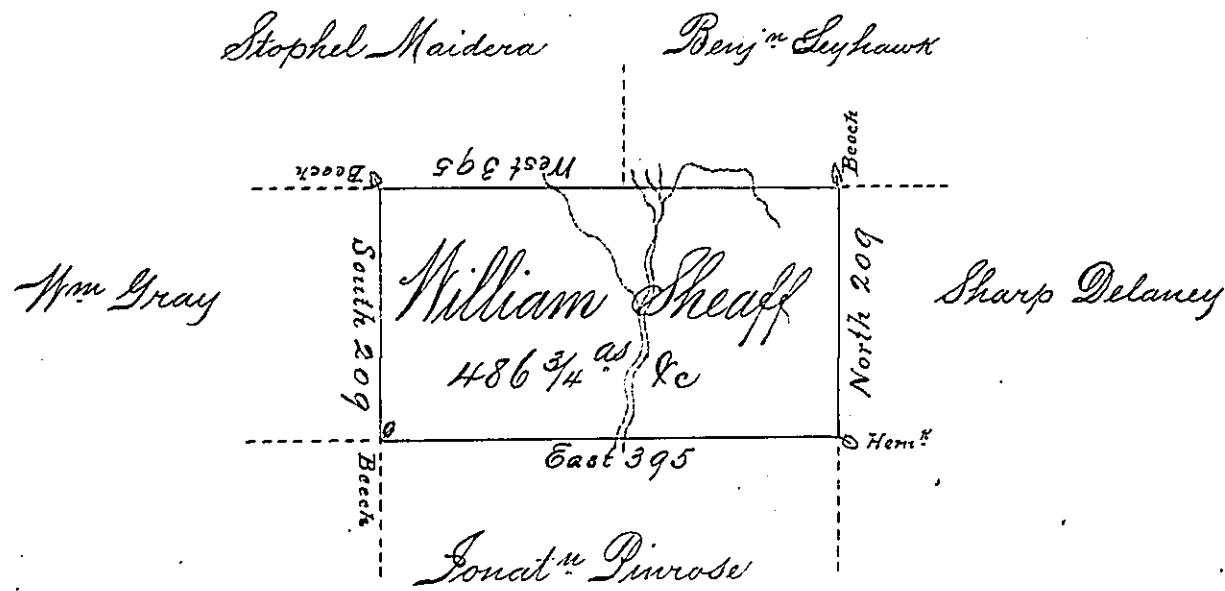 Stophel Maidera
Benjn Leyhawk
Beech
West 395
Beech
Wm Gray
South 209
William Sheaff
North 209
Sharp Delaney
486 3/4 as &c
Beech
East 395
Hemk
Jonatn Pinrose